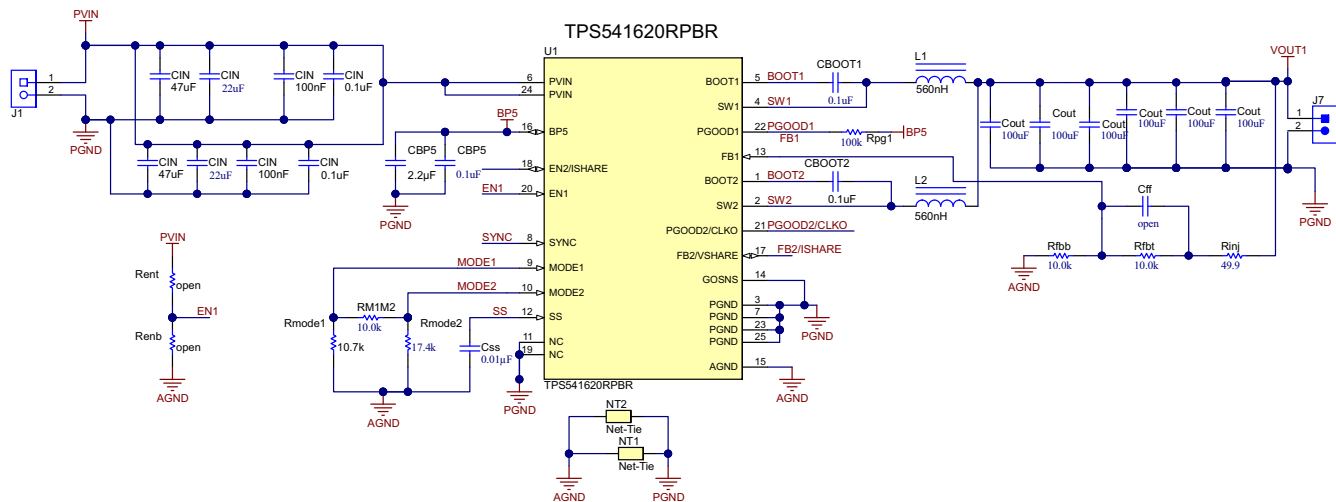 TPS541620RPBR
PVIN
CIN
47uF
CIN
22uF
CIN
100nF
CIN
0.1uF
1
2
J1
PGND
CIN
47uF
CIN
22uF
CIN
100nF
CIN
0.1uF
BP5
CBP5
2.2µF
CBP5
0.1uF
PGND
EN1
SYNC
MODE1
MODE2
SS
PVIN
Rent
open
EN1
Renb
open
AGND
Rmode1
10.7k
RM1M2
10.0k
Rmode2
17.4k
Css
0.01µF
AGND
PGND
U1
6 PVIN
24 PVIN
16 BP5
18 EN2/ISHARE
20 EN1
8 SYNC
9 MODE1
10 MODE2
12 SS
11 NC
19 NC
BOOT1 5
SW1 4
PGOOD1 22
FB1 13
BOOT2 1
SW2 2
PGOOD2/CLKO 21
FB2/VSHARE 17
GOSNS 14
PGND 3
PGND 7
PGND 23
PGND 25
AGND 15
TPS541620RPBR
BOOT1
CBOOT1
0.1uF
SW1
L1
560nH
PGOOD1
FB1
100k
Rpg1
BP5
BOOT2
CBOOT2
0.1uF
SW2
L2
560nH
PGOOD2/CLKO
FB2/ISHARE
PGND
AGND
VOUT1
Cout
100uF
Cout
100uF
Cout
100uF
Cout
100uF
Cout
100uF
Cout
100uF
J7
1
2
PGND
Cff
open
Rfbb
10.0k
Rfbt
10.0k
Rinj
49.9
AGND
NT2
Net-Tie
NT1
Net-Tie
AGND
PGND